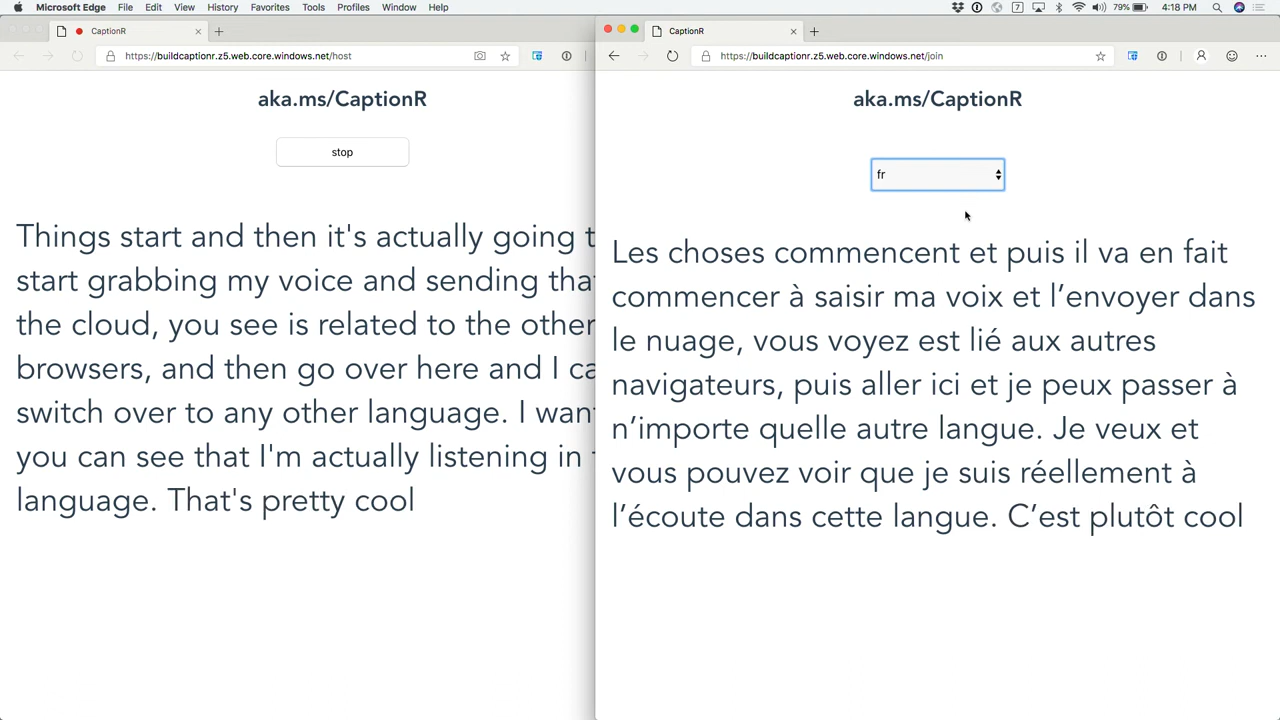 Microsoft Edge File Edit View History Favorites Tools Profiles Window Help 7 79% 4:18 PM
CaptionR
https://buildcaptionr.z5.web.core.windows.net/host
aka.ms/CaptionR
stop
Things start and then it's actually going t
start grabbing my voice and sending tha
the cloud, you see is related to the other
browsers, and then go over here and I ca
switch over to any other language. I wan
you can see that I'm actually listening in
language. That's pretty cool
CaptionR
https://buildcaptionr.z5.web.core.windows.net/join
aka.ms/CaptionR
fr
Les choses commencent et puis il va en fait
commencer à saisir ma voix et l’envoyer dans
le nuage, vous voyez est lié aux autres
navigateurs, puis aller ici et je peux passer à
n’importe quelle autre langue. Je veux et
vous pouvez voir que je suis réellement à
l’écoute dans cette langue. C’est plutôt cool